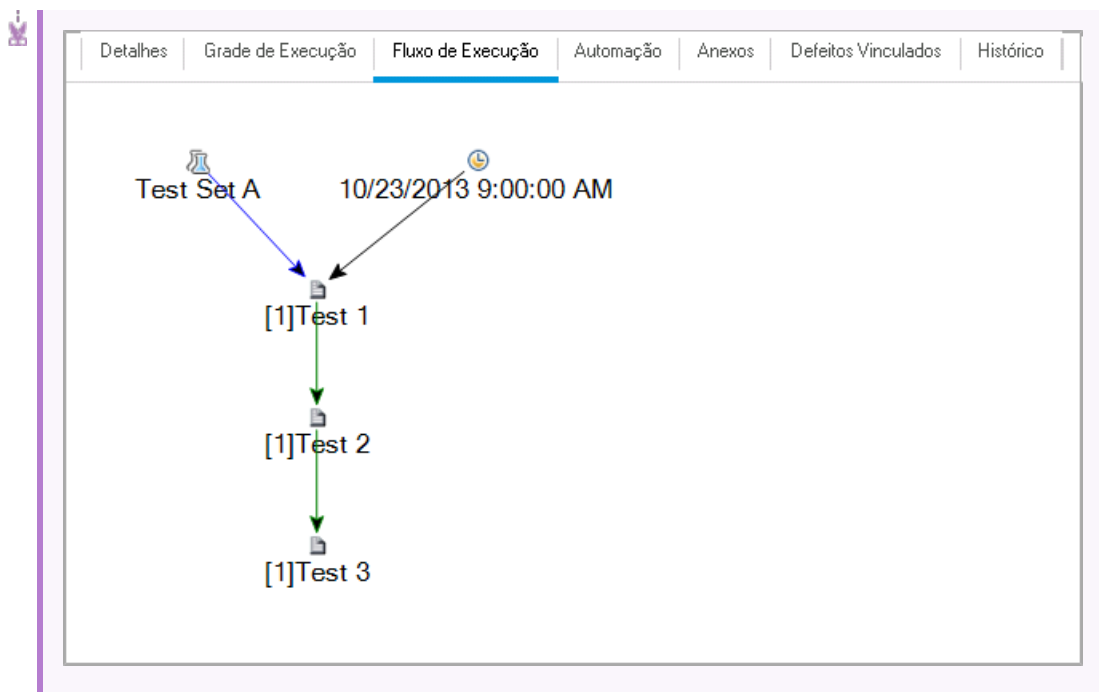 Detalhes Grade de Execução Fluxo de Execução Automação Anexos Defeitos Vinculados Histórico
Test Set A 10/23/2013 9:00:00 AM
[1]Test 1
[1]Test 2
[1]Test 3